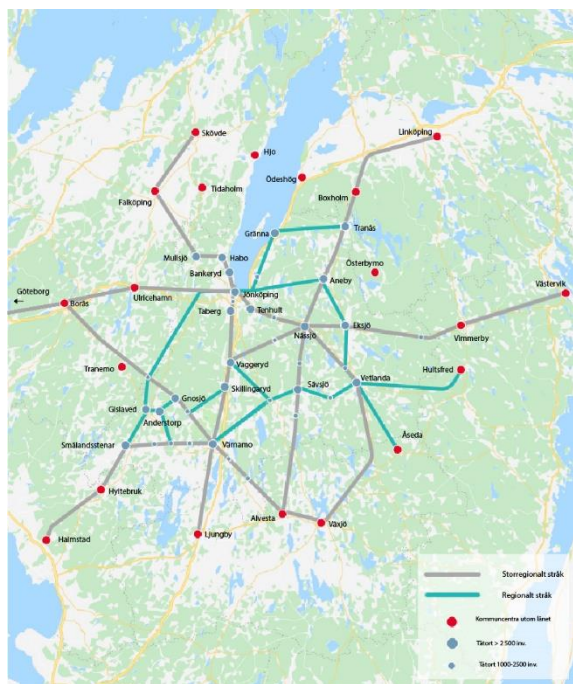 Skövde
Linköping
Hjo
Ödeshög
Tidaholm
Falköping
Boxholm
Gränna
Tranås
Mullsjö
Habo
Bankeryd
Österbymo
Aneby
Göteborg
Ulricehamn
Jönköping
Västervik
Borås
Taberg
Tenhult
Nässjö
Eksjö
Vimmerby
Tranemo
Vaggeryd
Hultsfred
Gnosjö
Skillingaryd
Sävsjö
Vetlanda
Gislaved
Anderstorp
Smålandsstenar
Värnamo
Åseda
Hyltebruk
Alvesta
Växjö
Halmstad
Ljungby
Storregionalt stråk
Regionalt stråk
Kommuncentra utom länet
Tätort > 2 500 inv.
Tätort 1000-2500 inv.